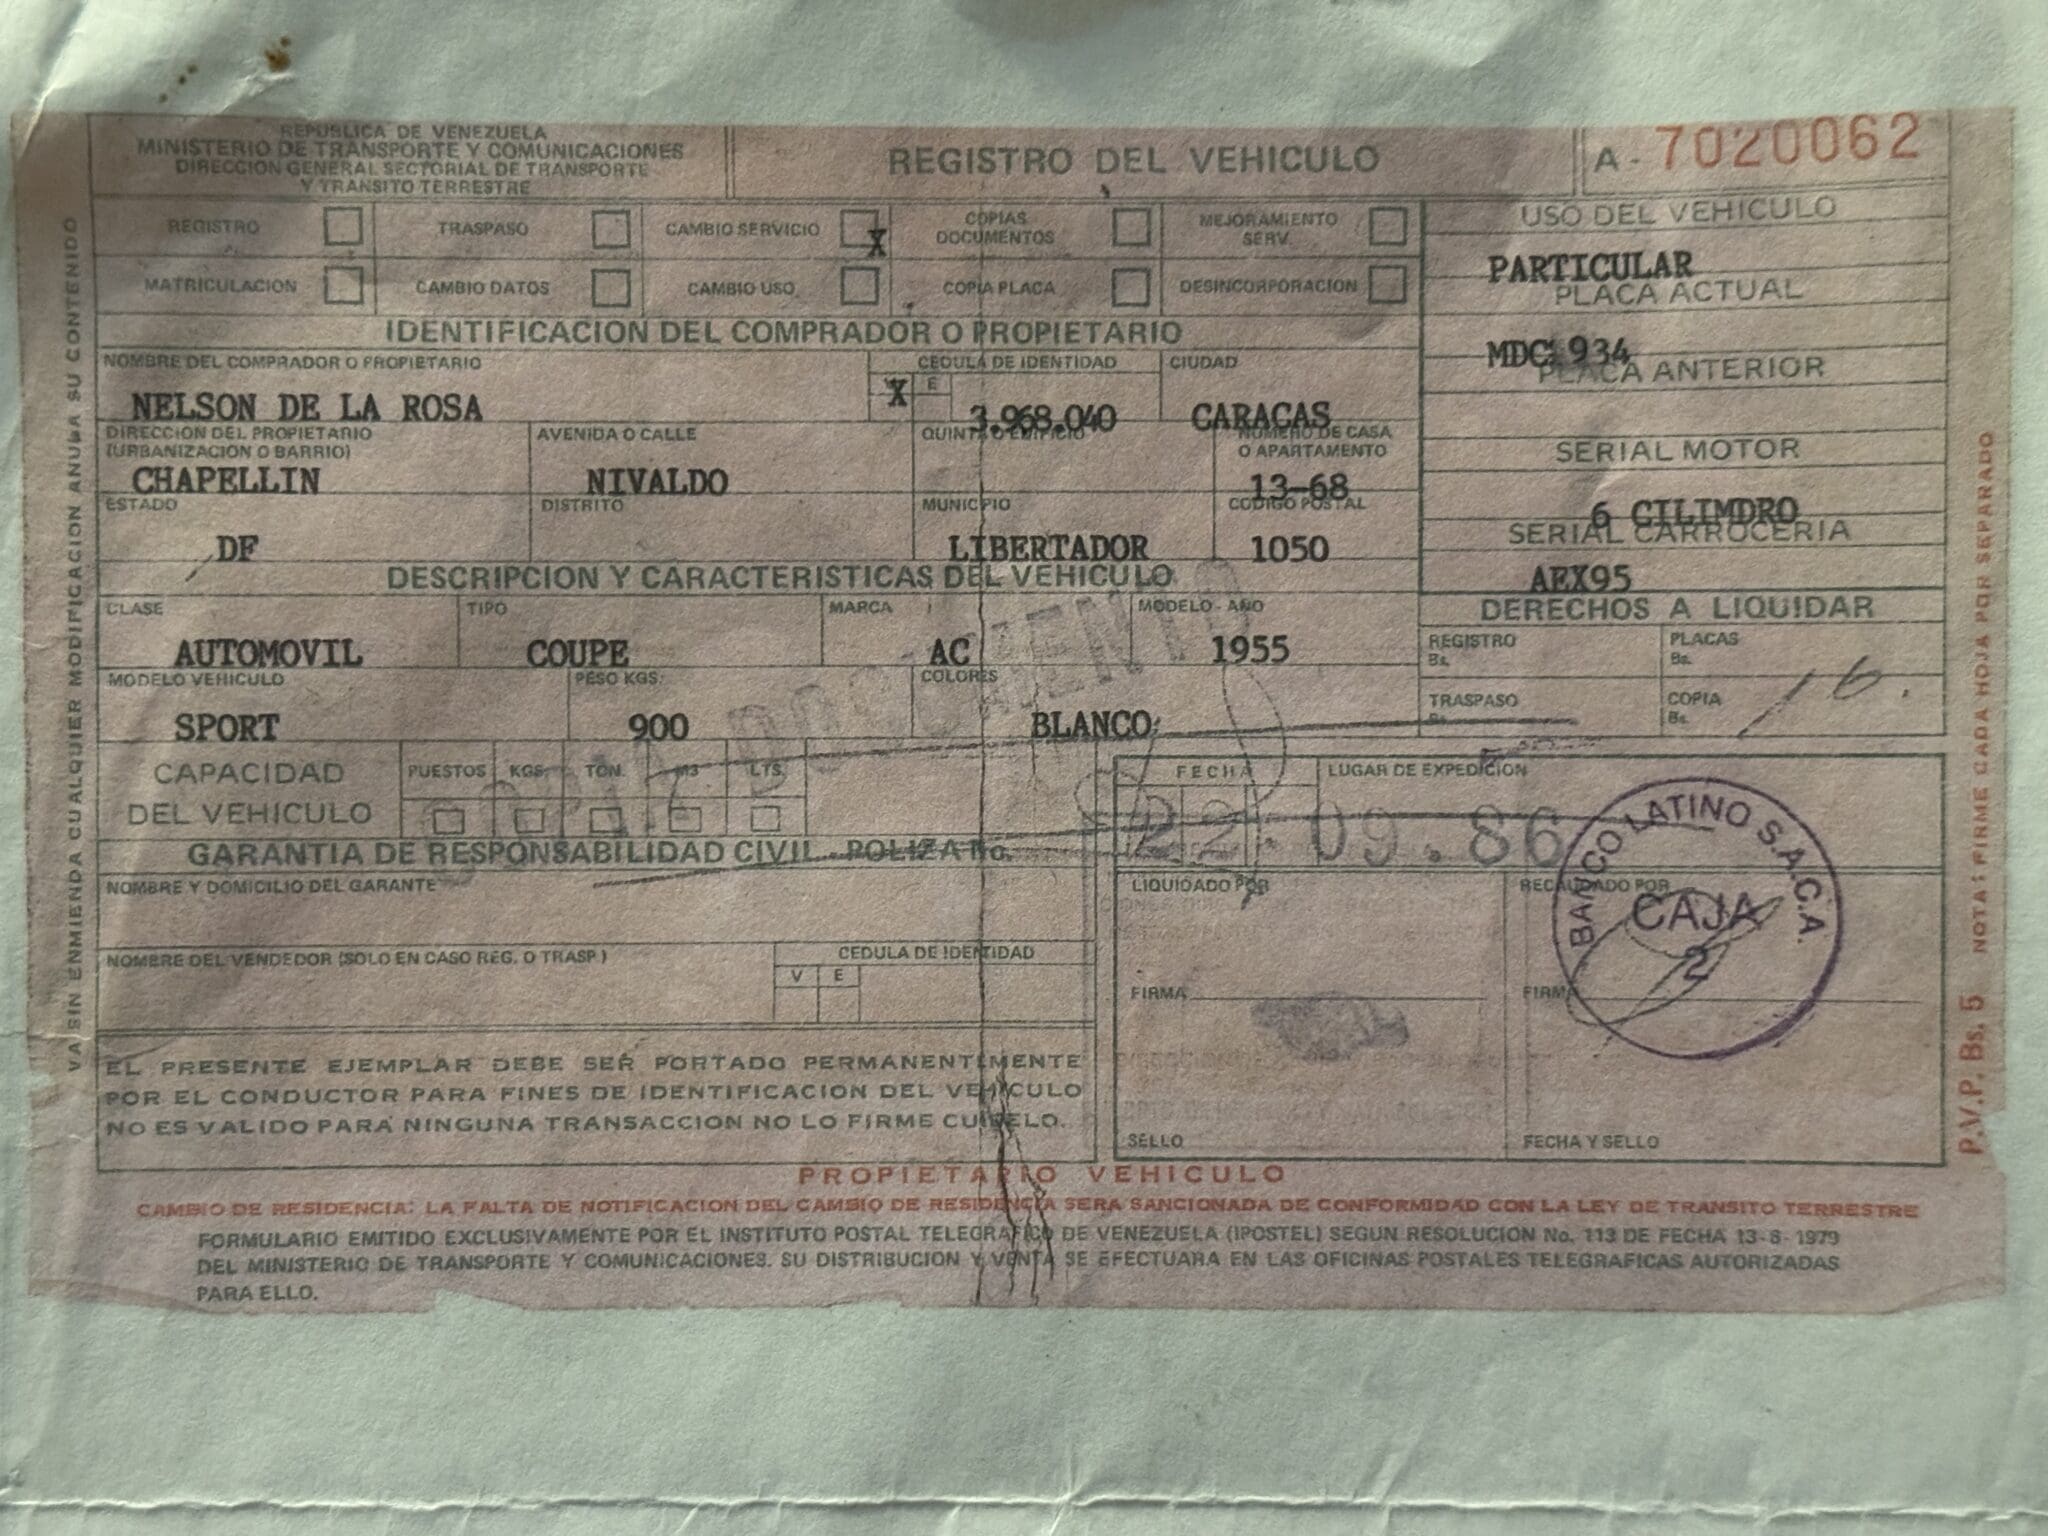 REPUBLICA DE VENEZUELA
MINISTERIO DE TRANSPORTE Y COMUNICACIONES
DIRECCION GENERAL SECTORIAL DE TRANSPORTE
Y TRANSITO TERRESTRE
REGISTRO DEL VEHICULO
A - 7020062
REGISTRO
TRASPASO
CAMBIO SERVICIO X
COPIAS DOCUMENTOS
MEJORAMIENTO SERV.
MATRICULACION
CAMBIO DATOS
CAMBIO USO
COPIA PLACA
DESINCORPORACION
USO DEL VEHICULO
PARTICULAR
PLACA ACTUAL
MDC 934
PLACA ANTERIOR
SERIAL MOTOR
6 CILIMDRO
SERIAL CARROCERIA
AEX95
IDENTIFICACION DEL COMPRADOR O PROPIETARIO
NOMBRE DEL COMPRADOR O PROPIETARIO
NELSON DE LA ROSA
CEDULA DE IDENTIDAD
X E
3.968.040
CIUDAD
CARACAS
DIRECCION DEL PROPIETARIO
(URBANIZACION O BARRIO)
CHAPELLIN
AVENIDA O CALLE
NIVALDO
QUINTA O EDIFICIO
NUMERO DE CASA
O APARTAMENTO
13-68
ESTADO
DF
DISTRITO
MUNICIPIO
LIBERTADOR
CODIGO POSTAL
1050
DESCRIPCION Y CARACTERISTICAS DEL VEHICULO
CLASE
AUTOMOVIL
TIPO
COUPE
MARCA
AC
MODELO - AÑO
1955
MODELO VEHICULO
SPORT
PESO KGS.
900
COLORES
BLANCO
DERECHOS A LIQUIDAR
REGISTRO
Bs.
PLACAS
Bs.
TRASPASO
Bs.
COPIA
Bs.
16.
CAPACIDAD
DEL VEHICULO
PUESTOS KGS. TON. M3 LTS.
GARANTIA DE RESPONSABILIDAD CIVIL - POLIZA No.
NOMBRE Y DOMICILIO DEL GARANTE
NOMBRE DEL VENDEDOR (SOLO EN CASO REG. O TRASP.)
CEDULA DE IDENTIDAD
V E
FECHA
LUGAR DE EXPEDICION
22.09.86
BANCO LATINO S.A.C.A.
CAJA
2
LIQUIDADO POR
RECAUDADO POR
FIRMA
FIRMA
SELLO
FECHA Y SELLO
EL PRESENTE EJEMPLAR DEBE SER PORTADO PERMANENTEMENTE
POR EL CONDUCTOR PARA FINES DE IDENTIFICACION DEL VEHICULO
NO ES VALIDO PARA NINGUNA TRANSACCION NO LO FIRME CUIDELO.
PROPIETARIO VEHICULO
CAMBIO DE RESIDENCIA: LA FALTA DE NOTIFICACION DEL CAMBIO DE RESIDENCIA SERA SANCIONADA DE CONFORMIDAD CON LA LEY DE TRANSITO TERRESTRE
FORMULARIO EMITIDO EXCLUSIVAMENTE POR EL INSTITUTO POSTAL TELEGRAFICO DE VENEZUELA (IPOSTEL) SEGUN RESOLUCION No. 113 DE FECHA 13-8-1979
DEL MINISTERIO DE TRANSPORTE Y COMUNICACIONES. SU DISTRIBUCION Y VENTA SE EFECTUARA EN LAS OFICINAS POSTALES TELEGRAFICAS AUTORIZADAS
PARA ELLO.
VA SIN ENMIENDA CUALQUIER MODIFICACION ANULA SU CONTENIDO
P.V.P. Bs. 5 NOTA: FIRME CADA HOJA POR SEPARADO
DOCUMENTO